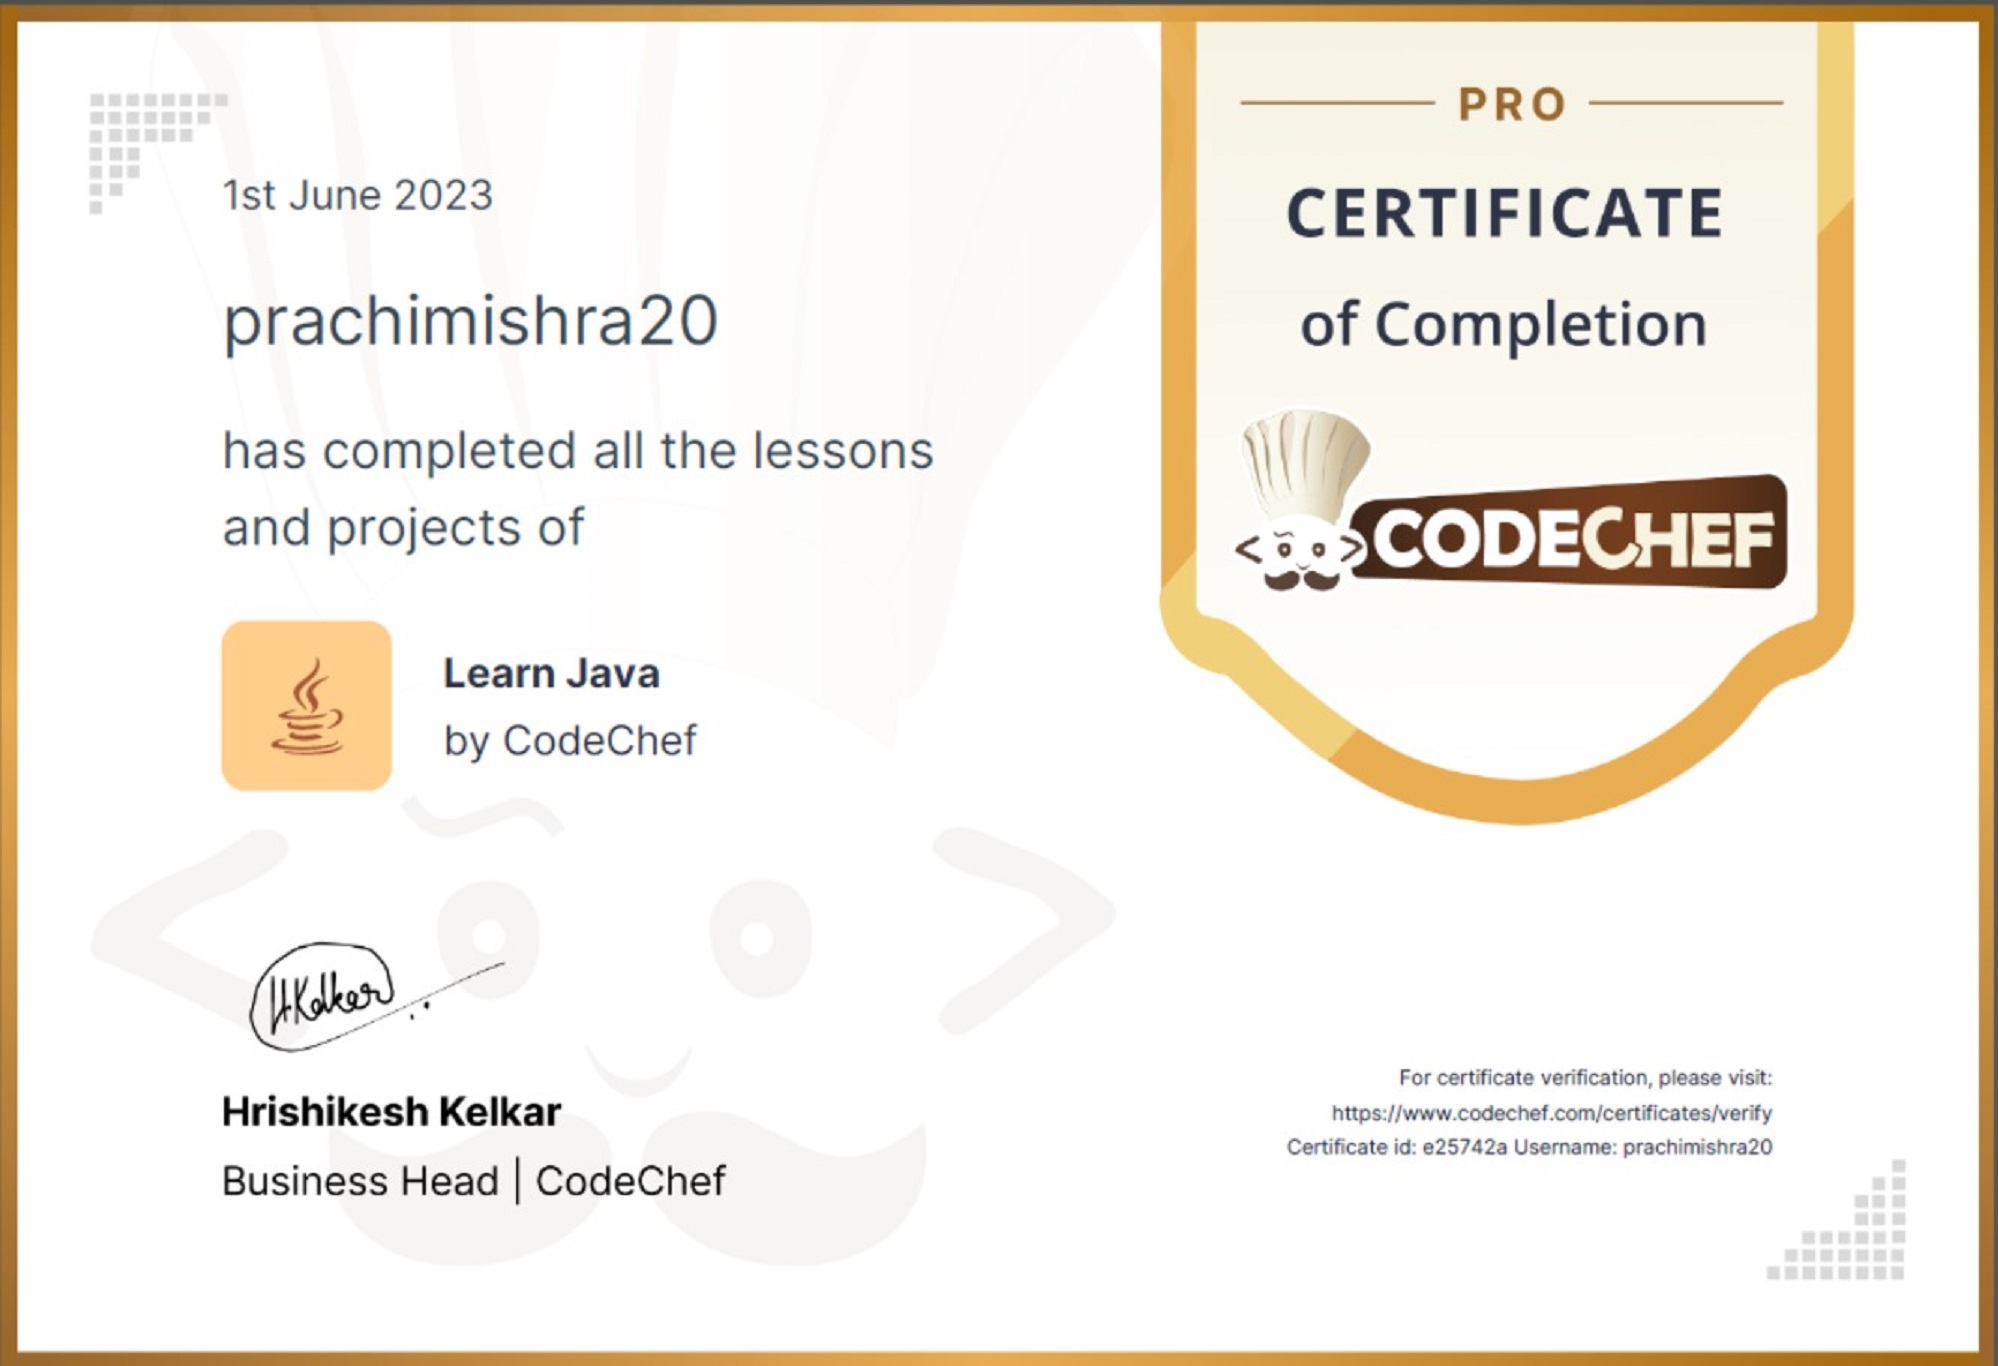 1st June 2023
prachimishra20
has completed all the lessons
and projects of
Learn Java
by CodeChef
H.Kelkar
Hrishikesh Kelkar
Business Head | CodeChef
PRO
CERTIFICATE
of Completion
CODECHEF
For certificate verification, please visit:
https://www.codechef.com/certificates/verify
Certificate id: e25742a Username: prachimishra20